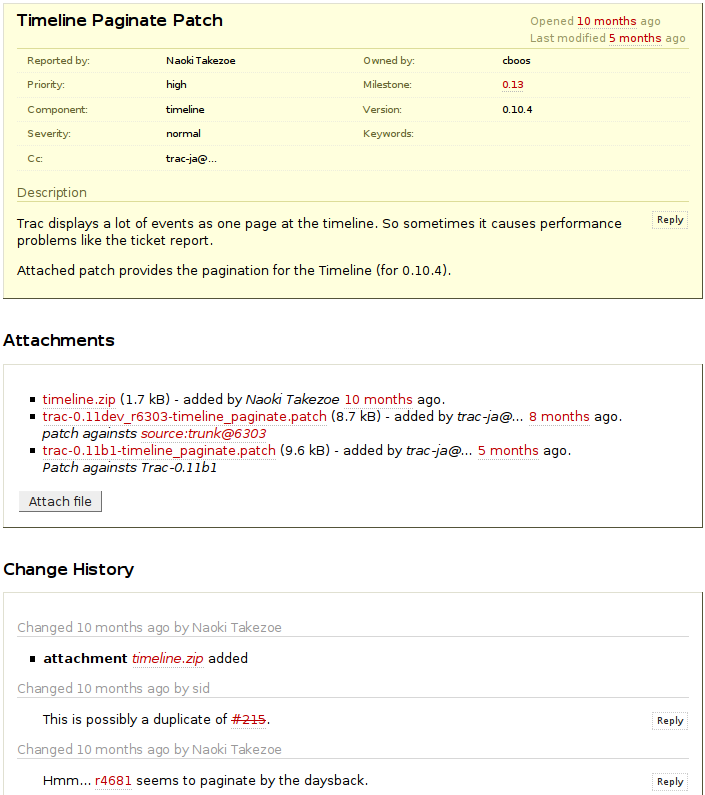 Timeline Paginate Patch
Opened 10 months ago
Last modified 5 months ago
Reported by: Naoki Takezoe Owned by: cboos
Priority: high Milestone: 0.13
Component: timeline Version: 0.10.4
Severity: normal Keywords:
Cc: trac-ja@...
Description
Reply
Trac displays a lot of events as one page at the timeline. So sometimes it causes performance
problems like the ticket report.
Attached patch provides the pagination for the Timeline (for 0.10.4).
Attachments
timeline.zip (1.7 kB) - added by Naoki Takezoe 10 months ago.
trac-0.11dev_r6303-timeline_paginate.patch (8.7 kB) - added by trac-ja@... 8 months ago.
patch againsts source:trunk@6303
trac-0.11b1-timeline_paginate.patch (9.6 kB) - added by trac-ja@... 5 months ago.
Patch againsts Trac-0.11b1
Attach file
Change History
Changed 10 months ago by Naoki Takezoe
attachment timeline.zip added
Changed 10 months ago by sid
This is possibly a duplicate of #215. Reply
Changed 10 months ago by Naoki Takezoe
Hmm... r4681 seems to paginate by the daysback. Reply